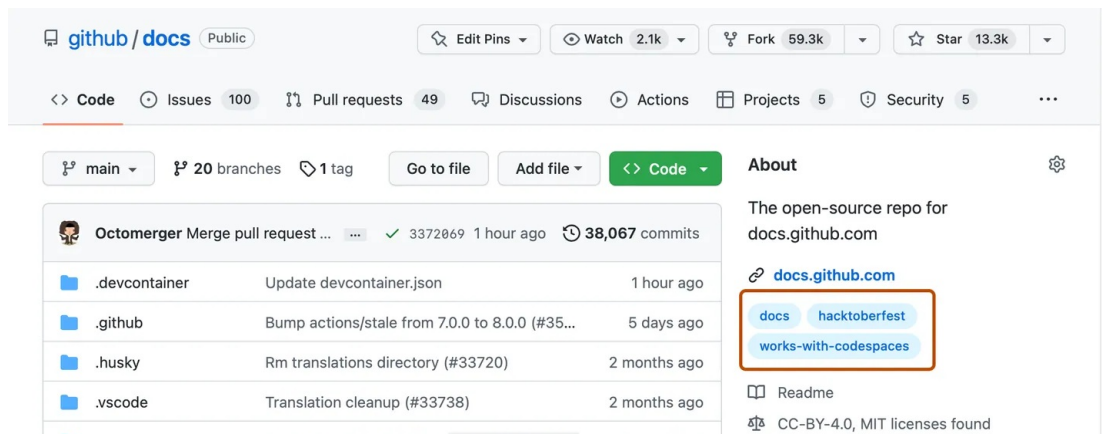 github / docs Public
Edit Pins Watch 2.1k Fork 59.3k Star 13.3k
Code Issues 100 Pull requests 49 Discussions Actions Projects 5 Security 5 ...
main 20 branches 1 tag Go to file Add file Code
Octomerger Merge pull request ... ... 3372069 1 hour ago 38,067 commits
.devcontainer Update devcontainer.json 1 hour ago
.github Bump actions/stale from 7.0.0 to 8.0.0 (#35... 5 days ago
.husky Rm translations directory (#33720) 2 months ago
.vscode Translation cleanup (#33738) 2 months ago
About
The open-source repo for
docs.github.com
docs.github.com
docs hacktoberfest
works-with-codespaces
Readme
CC-BY-4.0, MIT licenses found